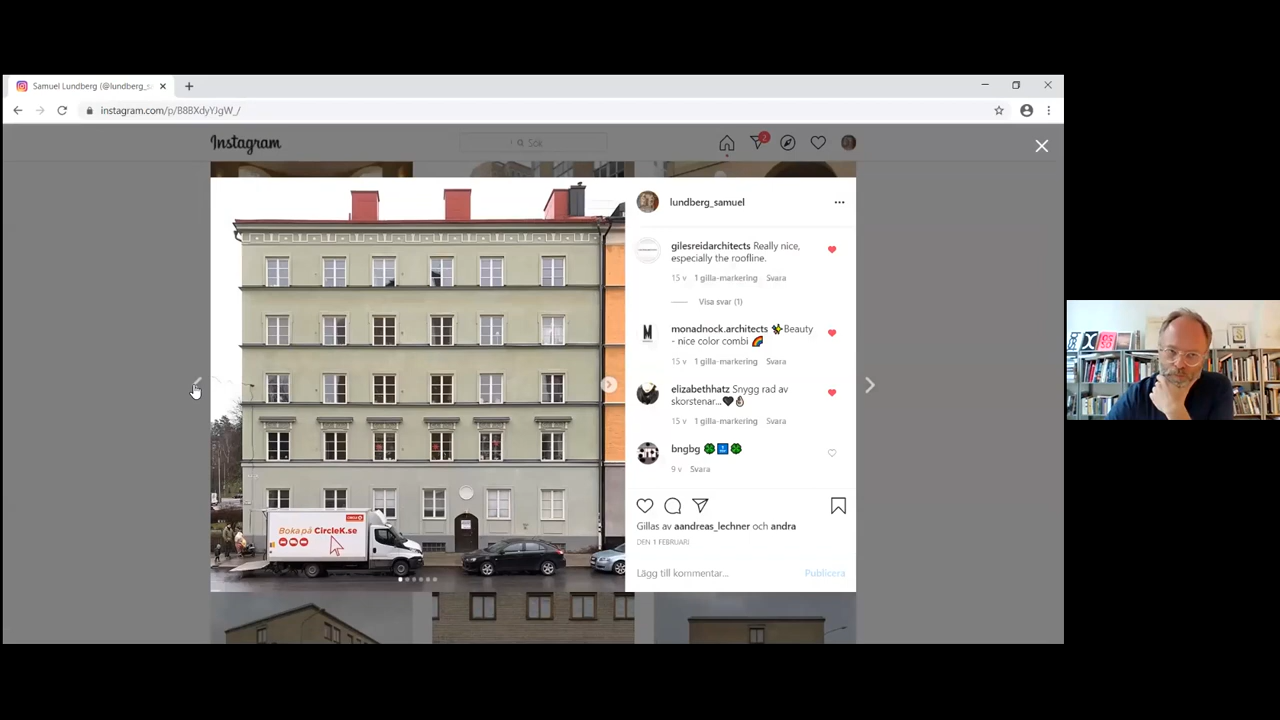 Samuel Lundberg (@lundberg_s
instagram.com/p/B8BXdyYJgW_/
Instagram
Sök
2
lundberg_samuel
gilesreidarchitects Really nice,
especially the roofline.
15 v 1 gilla-markering Svara
Visa svar (1)
M
monadnock.architects Beauty
- nice color combi
15 v 1 gilla-markering Svara
elizabethhatz Snygg rad av
skorstenar...
15 v 1 gilla-markering Svara
bngbg
9 v Svara
Gillas av aandreas_lechner och andra
DEN 1 FEBRUARI
Lägg till kommentar...
Publicera
Boka på CircleK.se